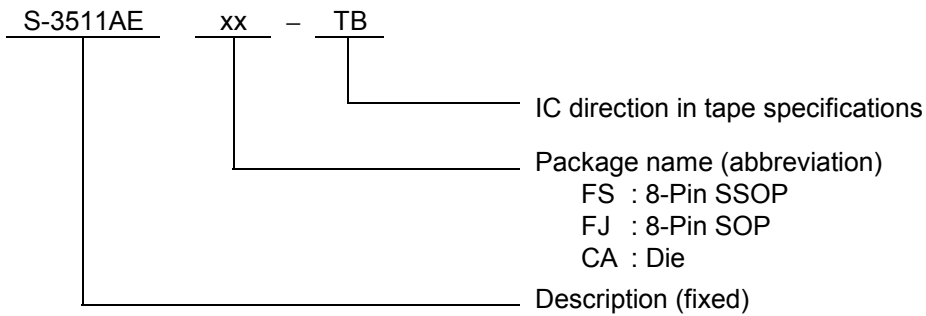 S-3511AE xx – TB
IC direction in tape specifications
Package name (abbreviation)
FS : 8-Pin SSOP
FJ : 8-Pin SOP
CA : Die
Description (fixed)